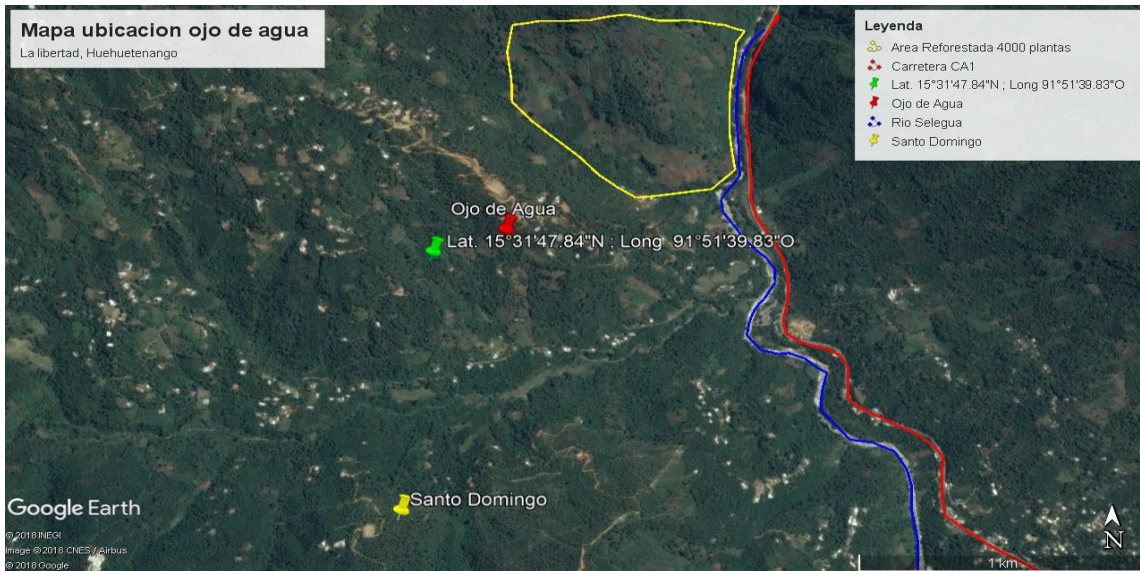 Mapa ubicacion ojo de agua
La libertad, Huehuetenango
Leyenda
Area Reforestada 4000 plantas
Carretera CA1
Lat. 15°31'47.84"N ; Long 91°51'39.83"O
Ojo de Agua
Rio Selegua
Santo Domingo
Ojo de Agua
Lat. 15°31'47.84"N ; Long 91°51'39.83"O
Santo Domingo
Google Earth
© 2018 INEGI
Image © 2018 CNES / Airbus
© 2018 Google
N
1 km